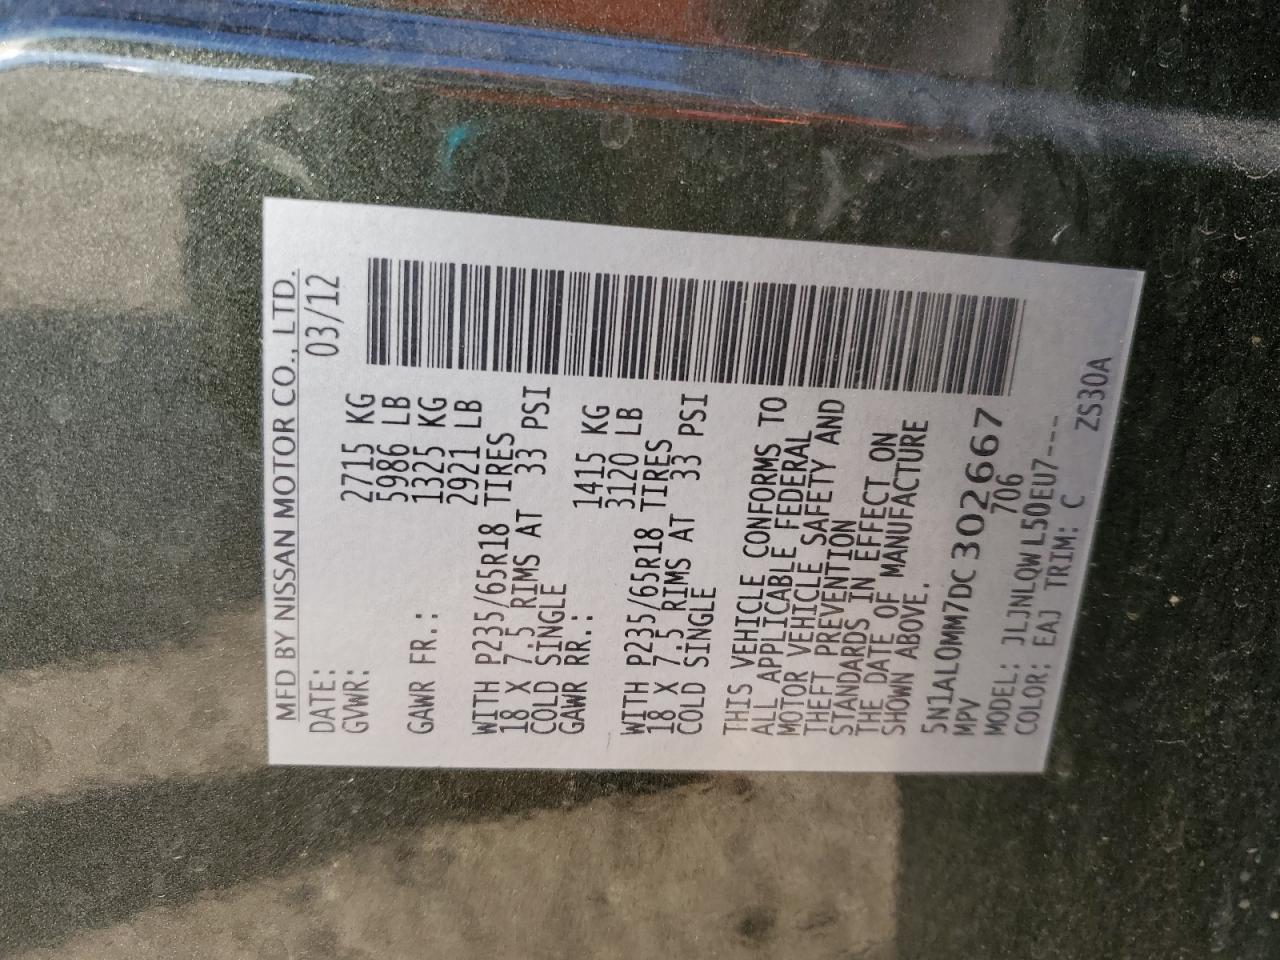 MFD BY NISSAN MOTOR CO., LTD.
DATE: 03/12
GVWR: 2715 KG
5986 LB
GAWR FR.: 1325 KG
2921 LB
WITH P235/65R18 TIRES
18 X 7.5 RIMS AT 33 PSI
COLD SINGLE
GAWR RR.: 1415 KG
3120 LB
WITH P235/65R18 TIRES
18 X 7.5 RIMS AT 33 PSI
COLD SINGLE
THIS VEHICLE CONFORMS TO
ALL APPLICABLE FEDERAL
MOTOR VEHICLE SAFETY AND
THEFT PREVENTION
STANDARDS IN EFFECT ON
THE DATE OF MANUFACTURE
SHOWN ABOVE.
5N1AL0MM7DC302667
MPV 706
MODEL: JLJNLQWL50EU7---
COLOR: EAJ TRIM: C ZS30A